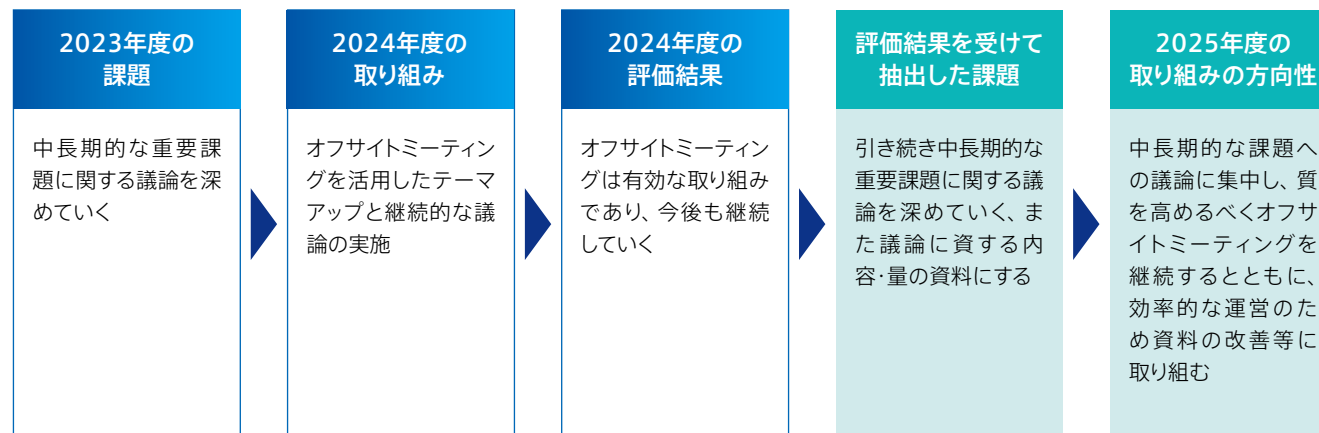 2023年度の
課題
中長期的な重要課
題に関する議論を深
めていく
2024年度の
取り組み
オフサイトミーティン
グを活用したテーマ
アップと継続的な議
論の実施
2024年度の
評価結果
オフサイトミーティン
グは有効な取り組み
であり、今後も継続
していく
評価結果を受けて
抽出した課題
引き続き中長期的な
重要課題に関する議
論を深めていく、ま
た議論に資する内
容・量の資料にする
2025年度の
取り組みの方向性
中長期的な課題へ
の議論に集中し、質
を高めるべくオフサ
イトミーティングを
継続するとともに、
効率的な運営のた
め資料の改善等に
取り組む